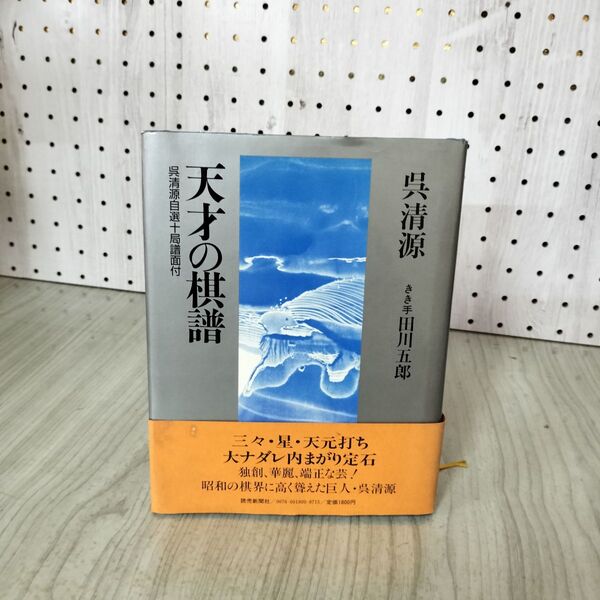 呉清源
きき手 田川五郎
天才の棋譜
呉清源自選十局譜面付
三々・星・天元打ち
大ナダレ内まがり定石
独創、華麗、端正な芸!
昭和の棋界に高く聳えた巨人・呉清源
読売新聞社/0076-501800-8715/定価1800円